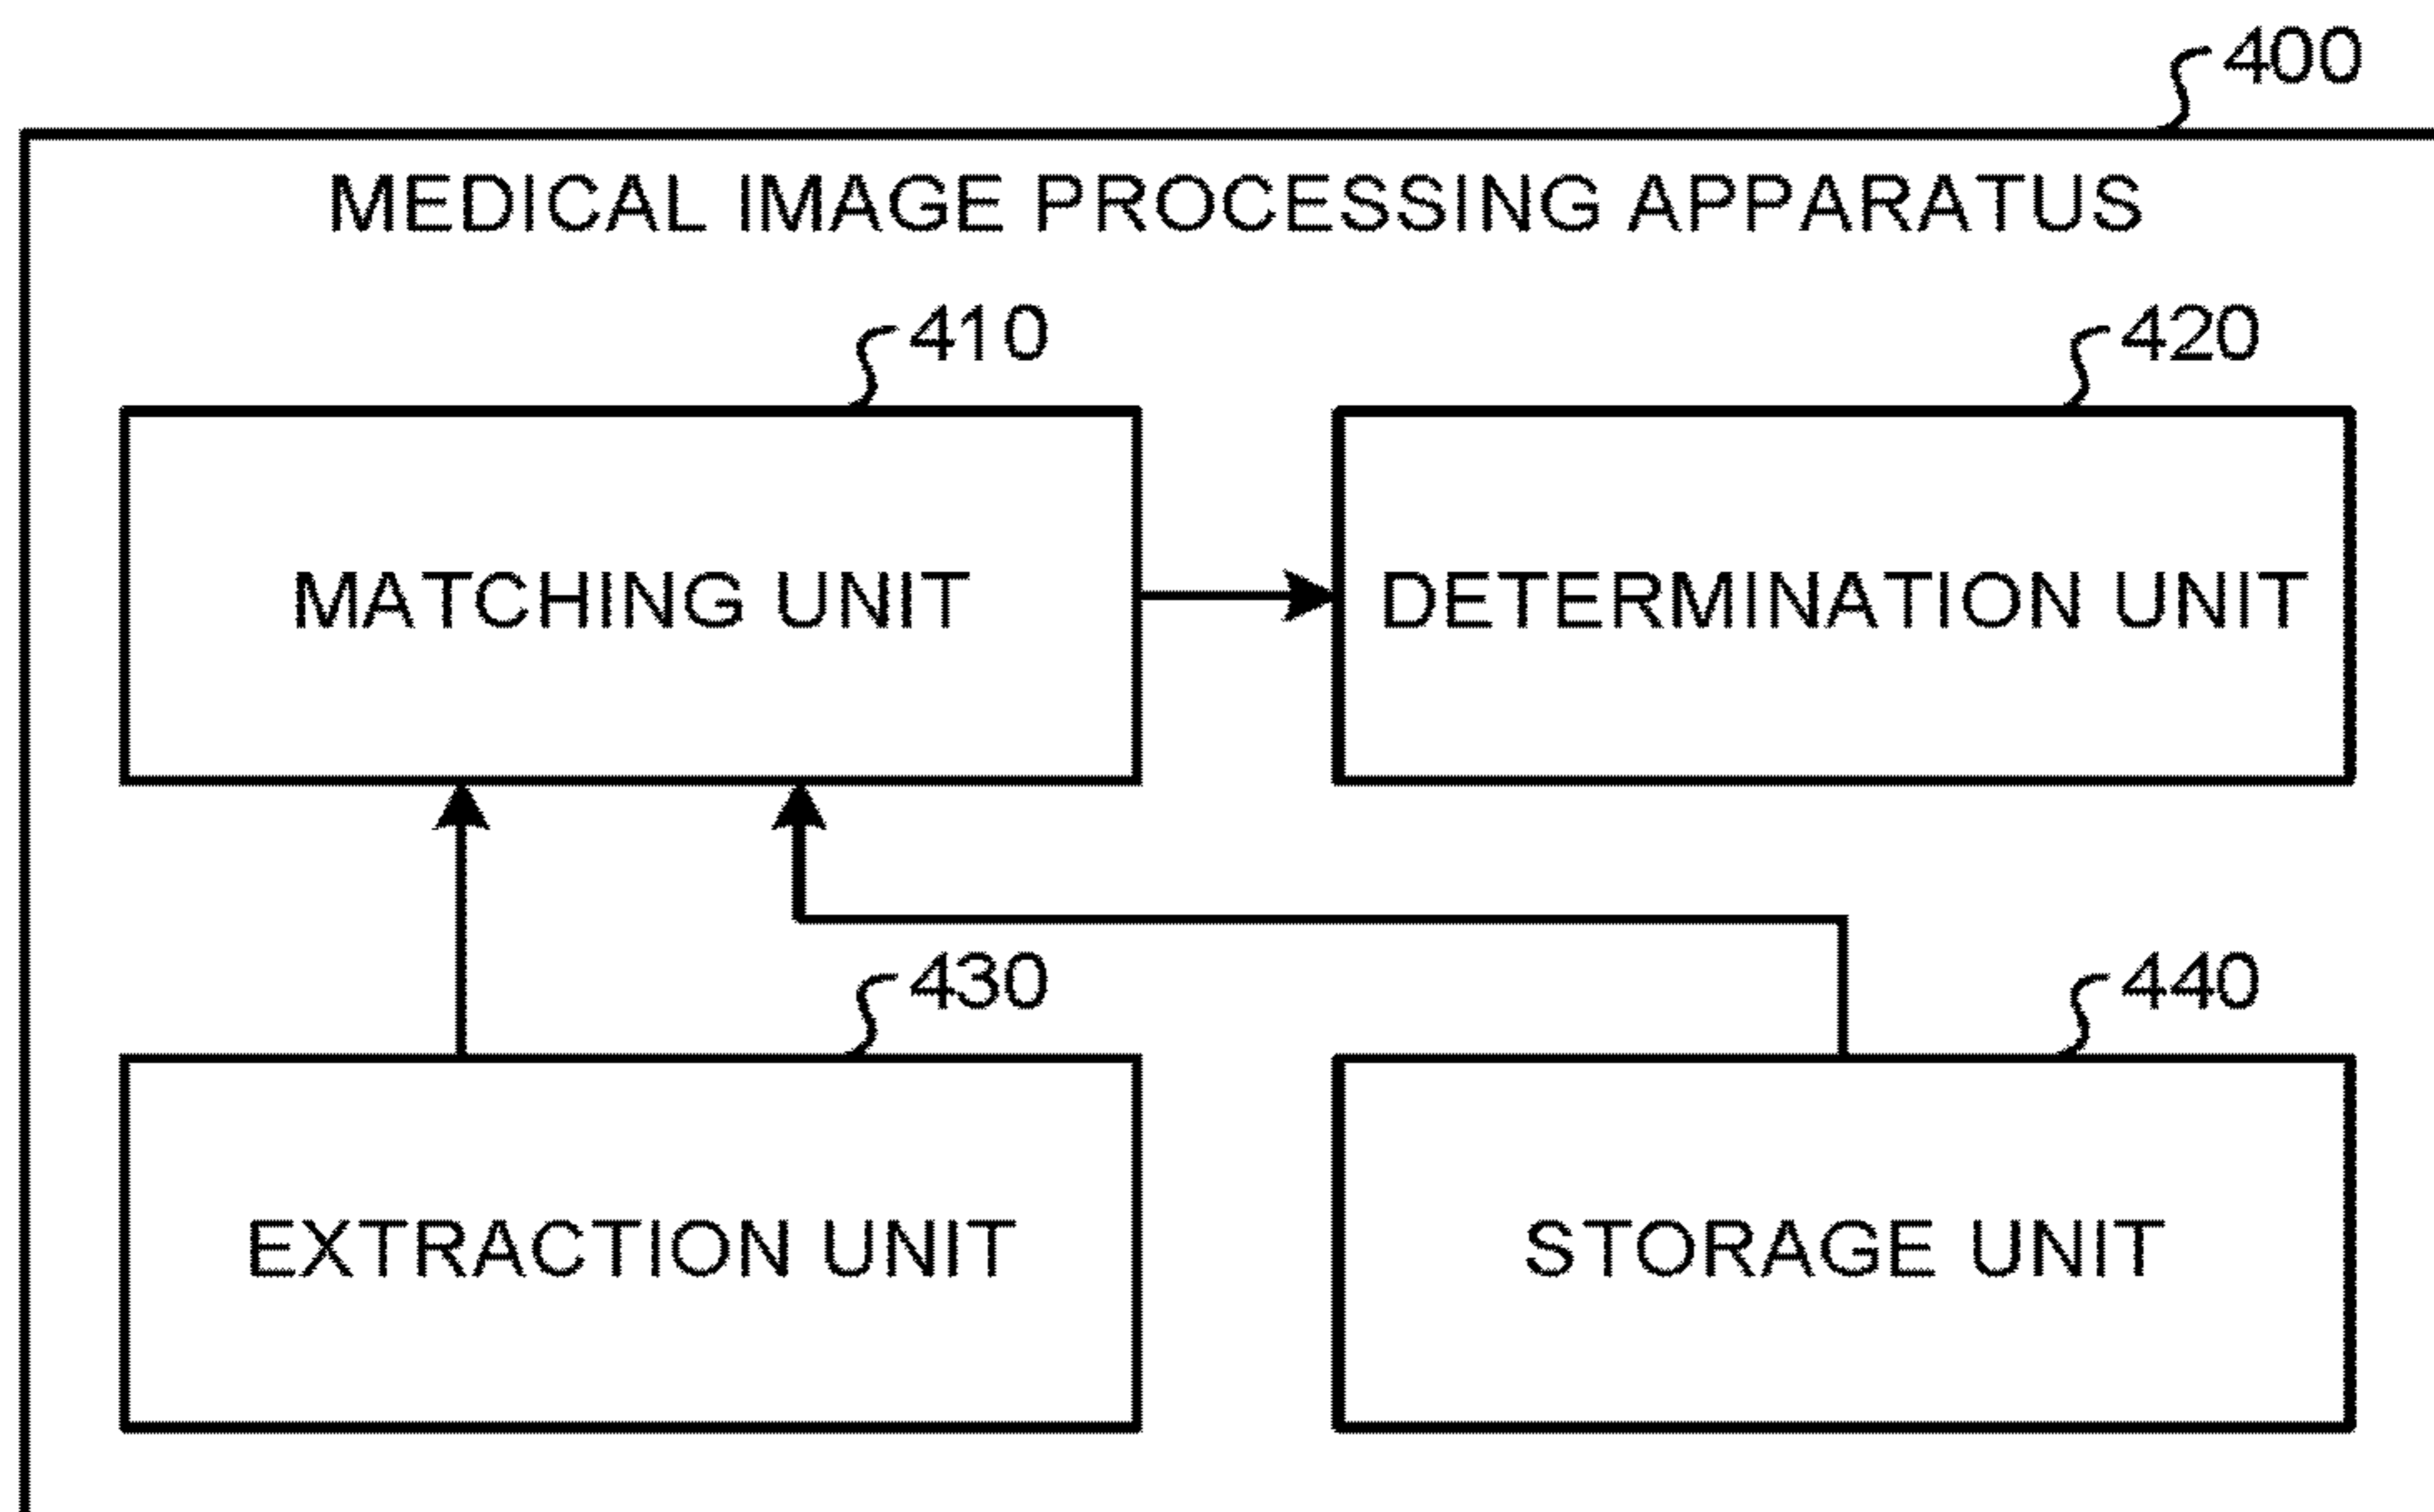 400
MEDICAL IMAGE PROCESSING APPARATUS
410
420
MATCHING UNIT
DETERMINATION UNIT
430
440
EXTRACTION UNIT
STORAGE UNIT